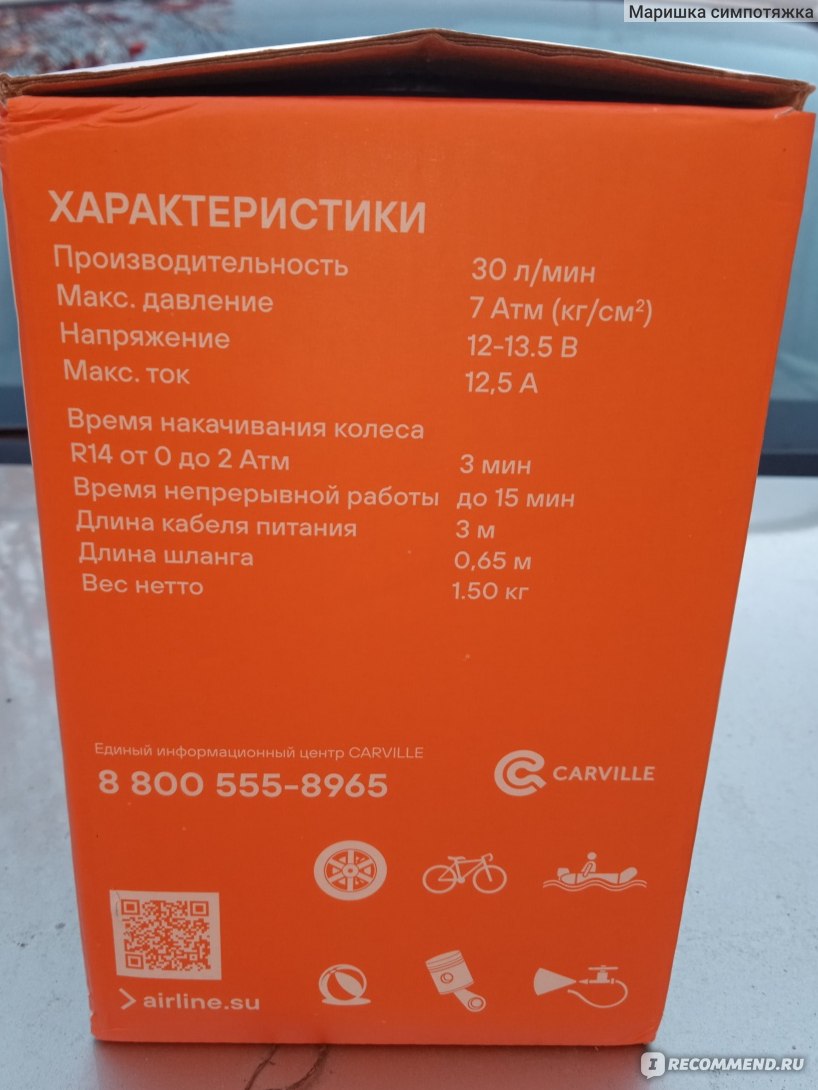 Маришка симпотяжка
ХАРАКТЕРИСТИКИ
Производительность 30 л/мин
Макс. давление 7 Атм (кг/см²)
Напряжение 12-13.5 В
Макс. ток 12,5 А
Время накачивания колеса
R14 от 0 до 2 Атм 3 мин
Время непрерывной работы до 15 мин
Длина кабеля питания 3 м
Длина шланга 0,65 м
Вес нетто 1.50 кг
Единый информационный центр CARVILLE
8 800 555-8965
CARVILLE
airline.su
IRECOMMEND.RU